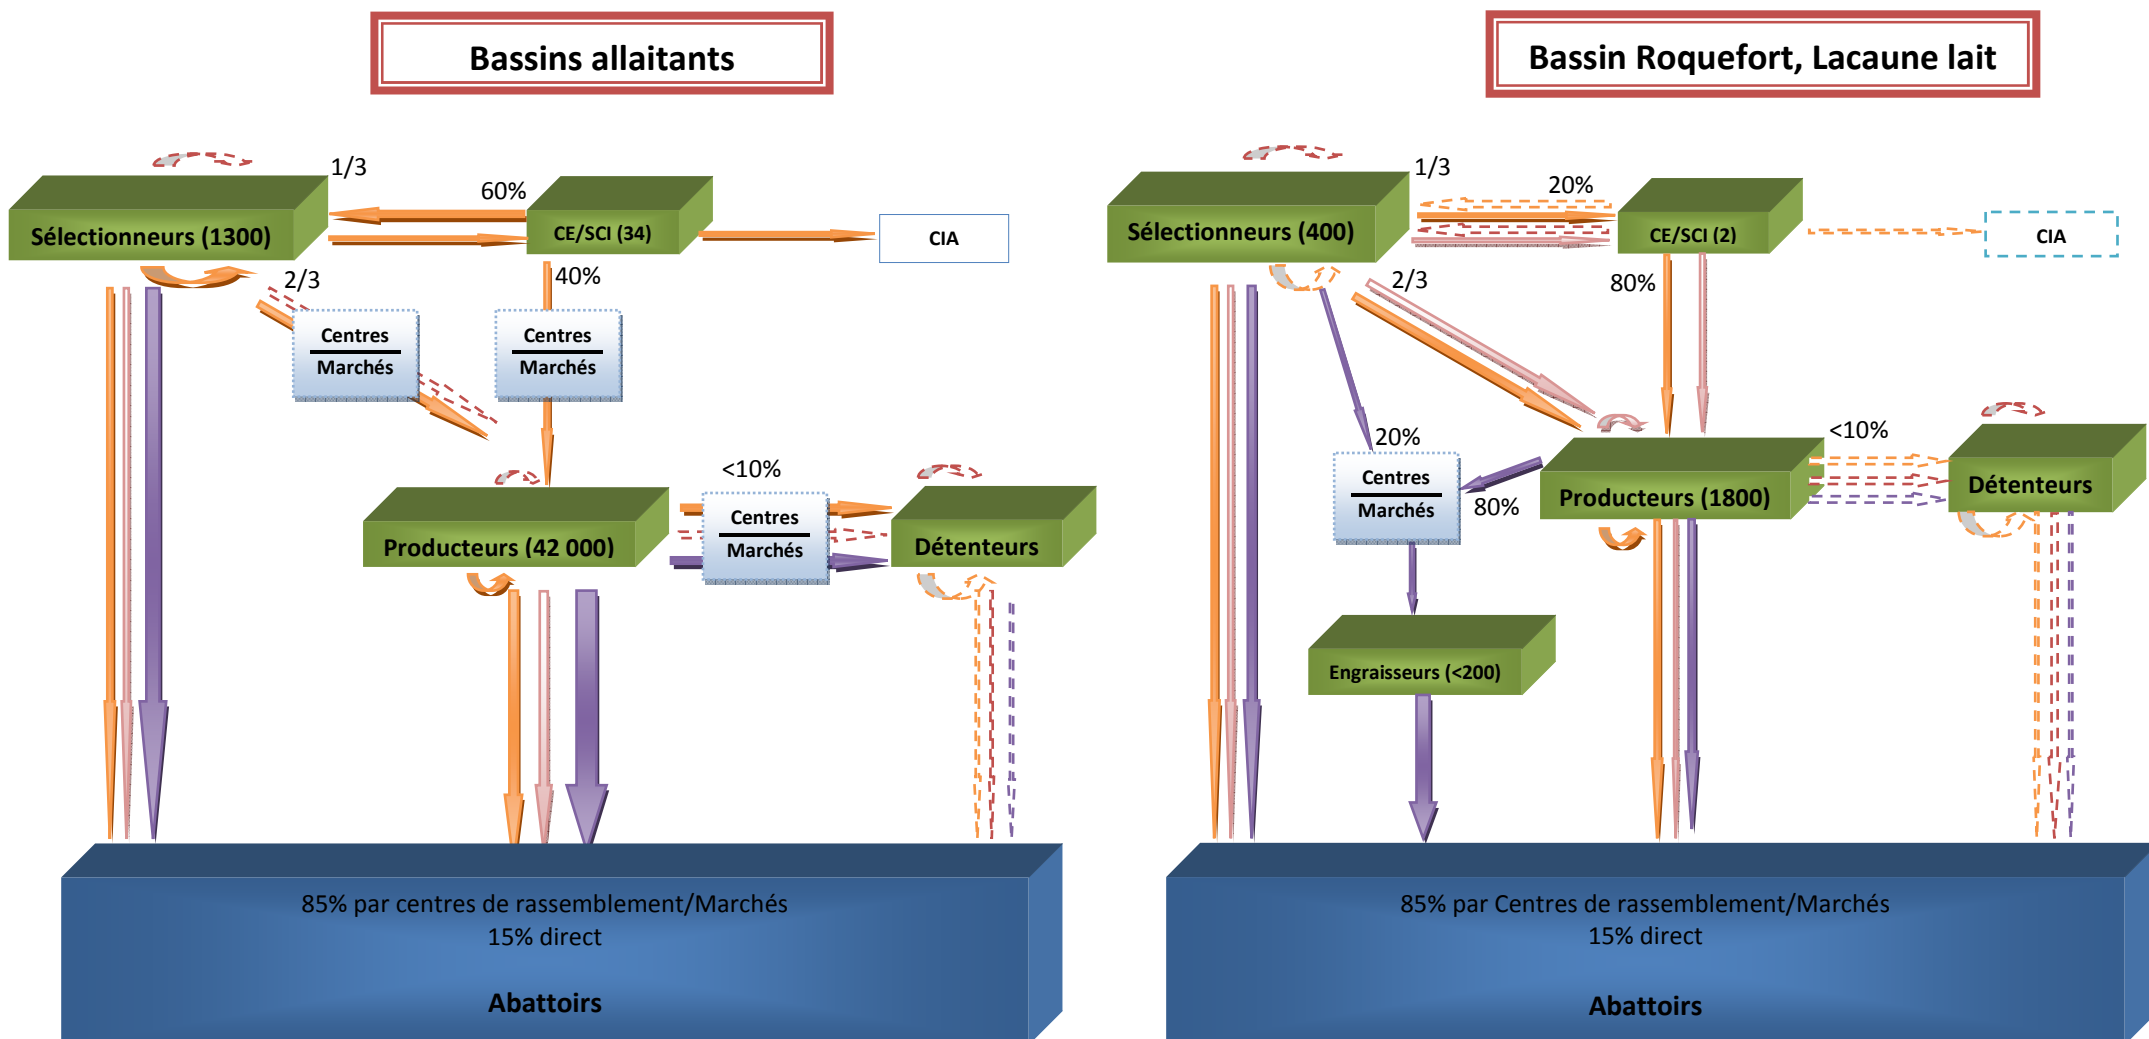 Bassins allaitants
1/3
60%
Sélectionneurs (1300)
CE/SCI (34)
CIA
2/3
40%
Centres
Marchés
Centres
Marchés
<10%
Centres
Marchés
Producteurs (42 000)
Détenteurs
85% par centres de rassemblement/Marchés
15% direct
Abattoirs
Bassin Roquefort, Lacaune lait
1/3
20%
Sélectionneurs (400)
CE/SCI (2)
CIA
2/3
80%
20%
<10%
Centres
Marchés
80%
Producteurs (1800)
Détenteurs
Engraisseurs (<200)
85% par Centres de rassemblement/Marchés
15% direct
Abattoirs